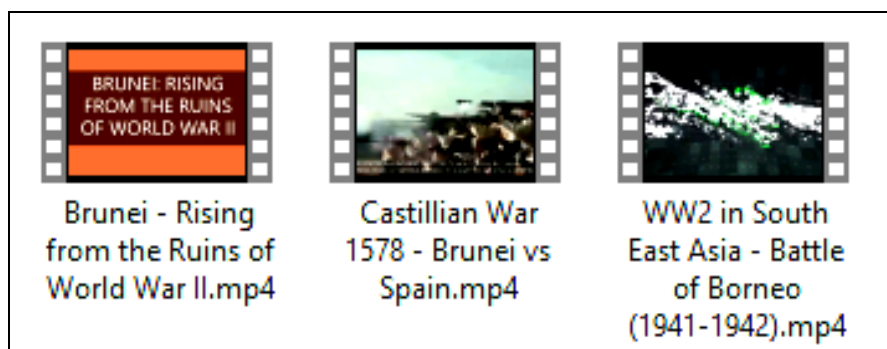 BRUNEI: RISING
FROM THE RUINS
OF WORLD WAR II
Brunei - Rising
from the Ruins of
World War II.mp4
Castillian War
1578 - Brunei vs
Spain.mp4
WW2 in South
East Asia - Battle
of Borneo
(1941-1942).mp4